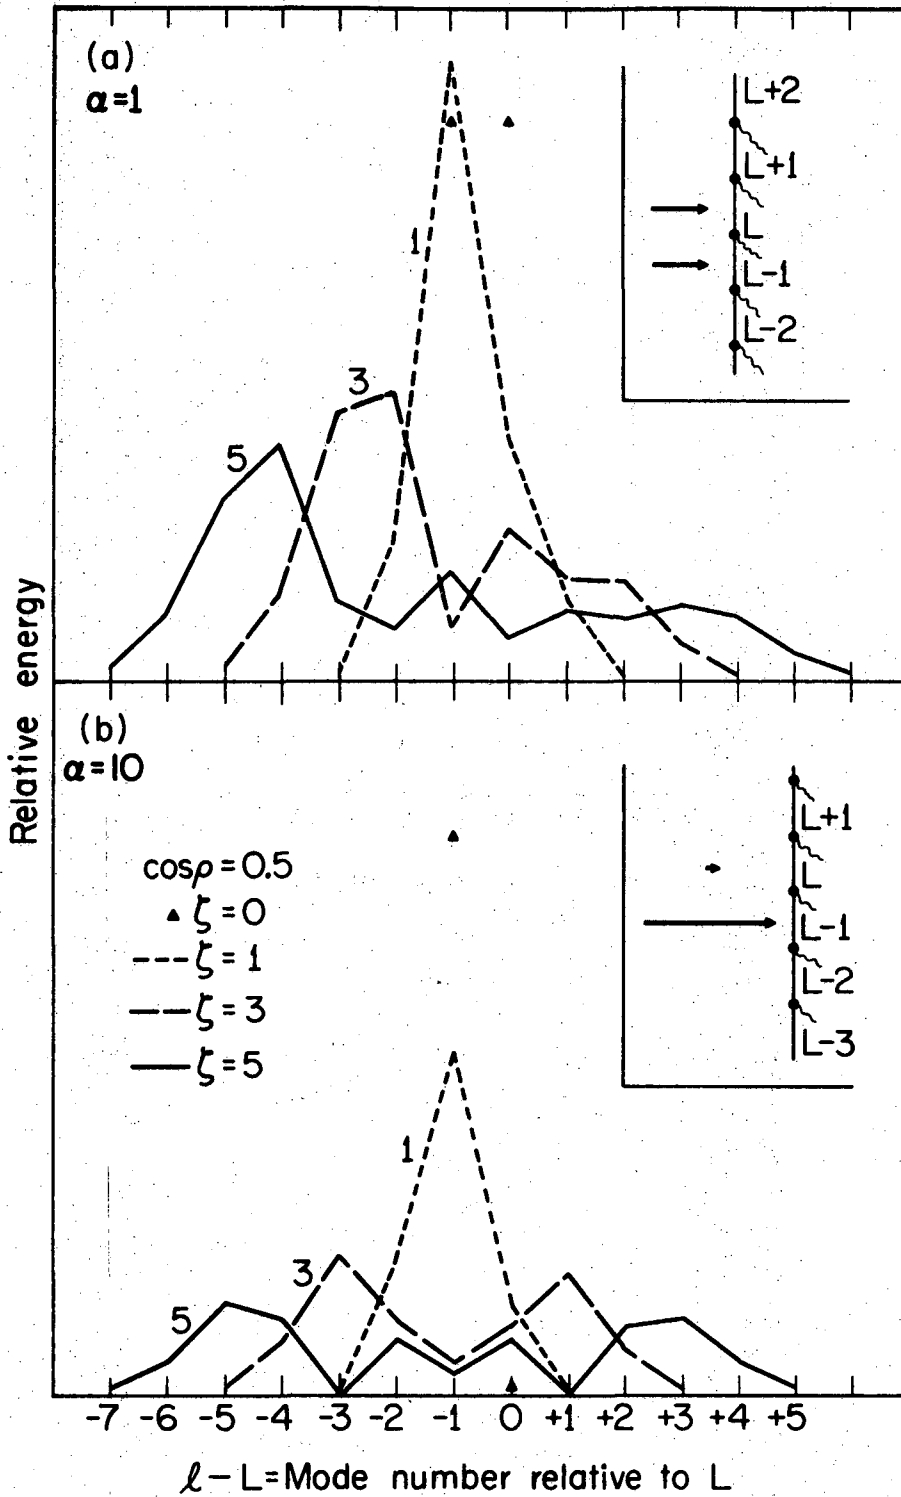 (a)
α=1
L+2
L+1
L
L-1
L-2
1
3
5
Relative energy
(b)
α=10
L+1
L
L-1
L-2
L-3
cosρ=0.5
▲ ζ=0
ζ=1
ζ=3
ζ=5
1
3
5
-7 -6 -5 -4 -3 -2 -1 0 +1 +2 +3 +4 +5
ℓ-L=Mode number relative to L